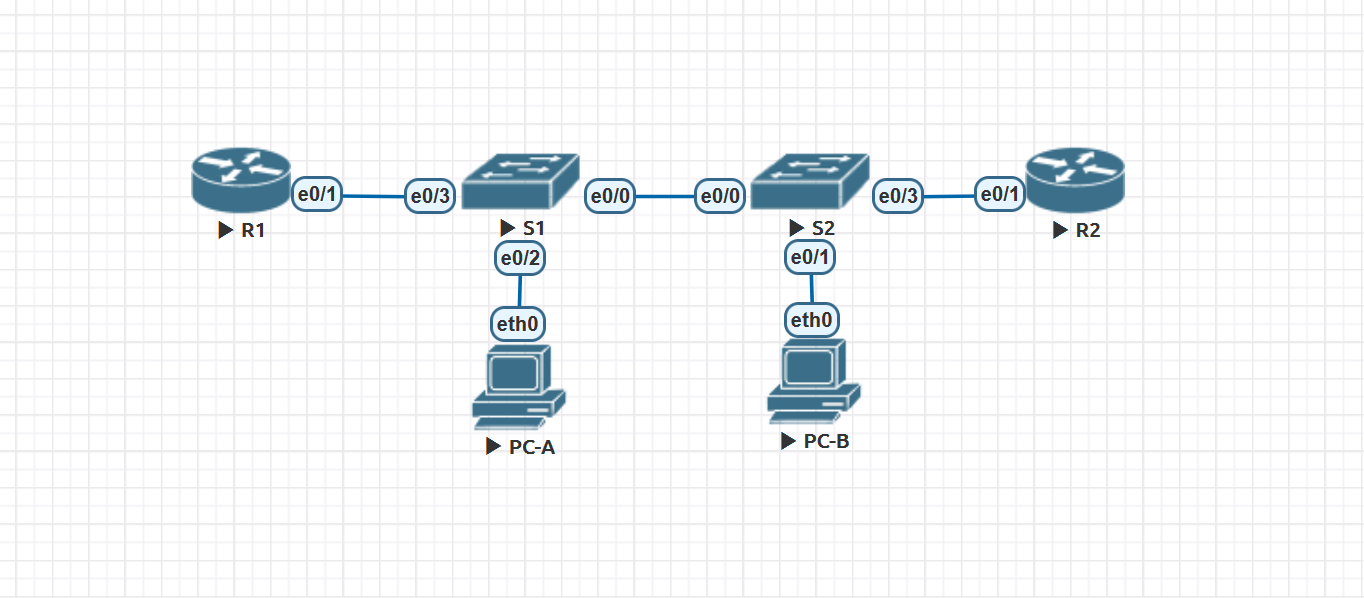 e0/1 e0/3 e0/0 e0/0 e0/3 e0/1
R1 S1 S2 R2
e0/2 e0/1
eth0 eth0
PC-A PC-B